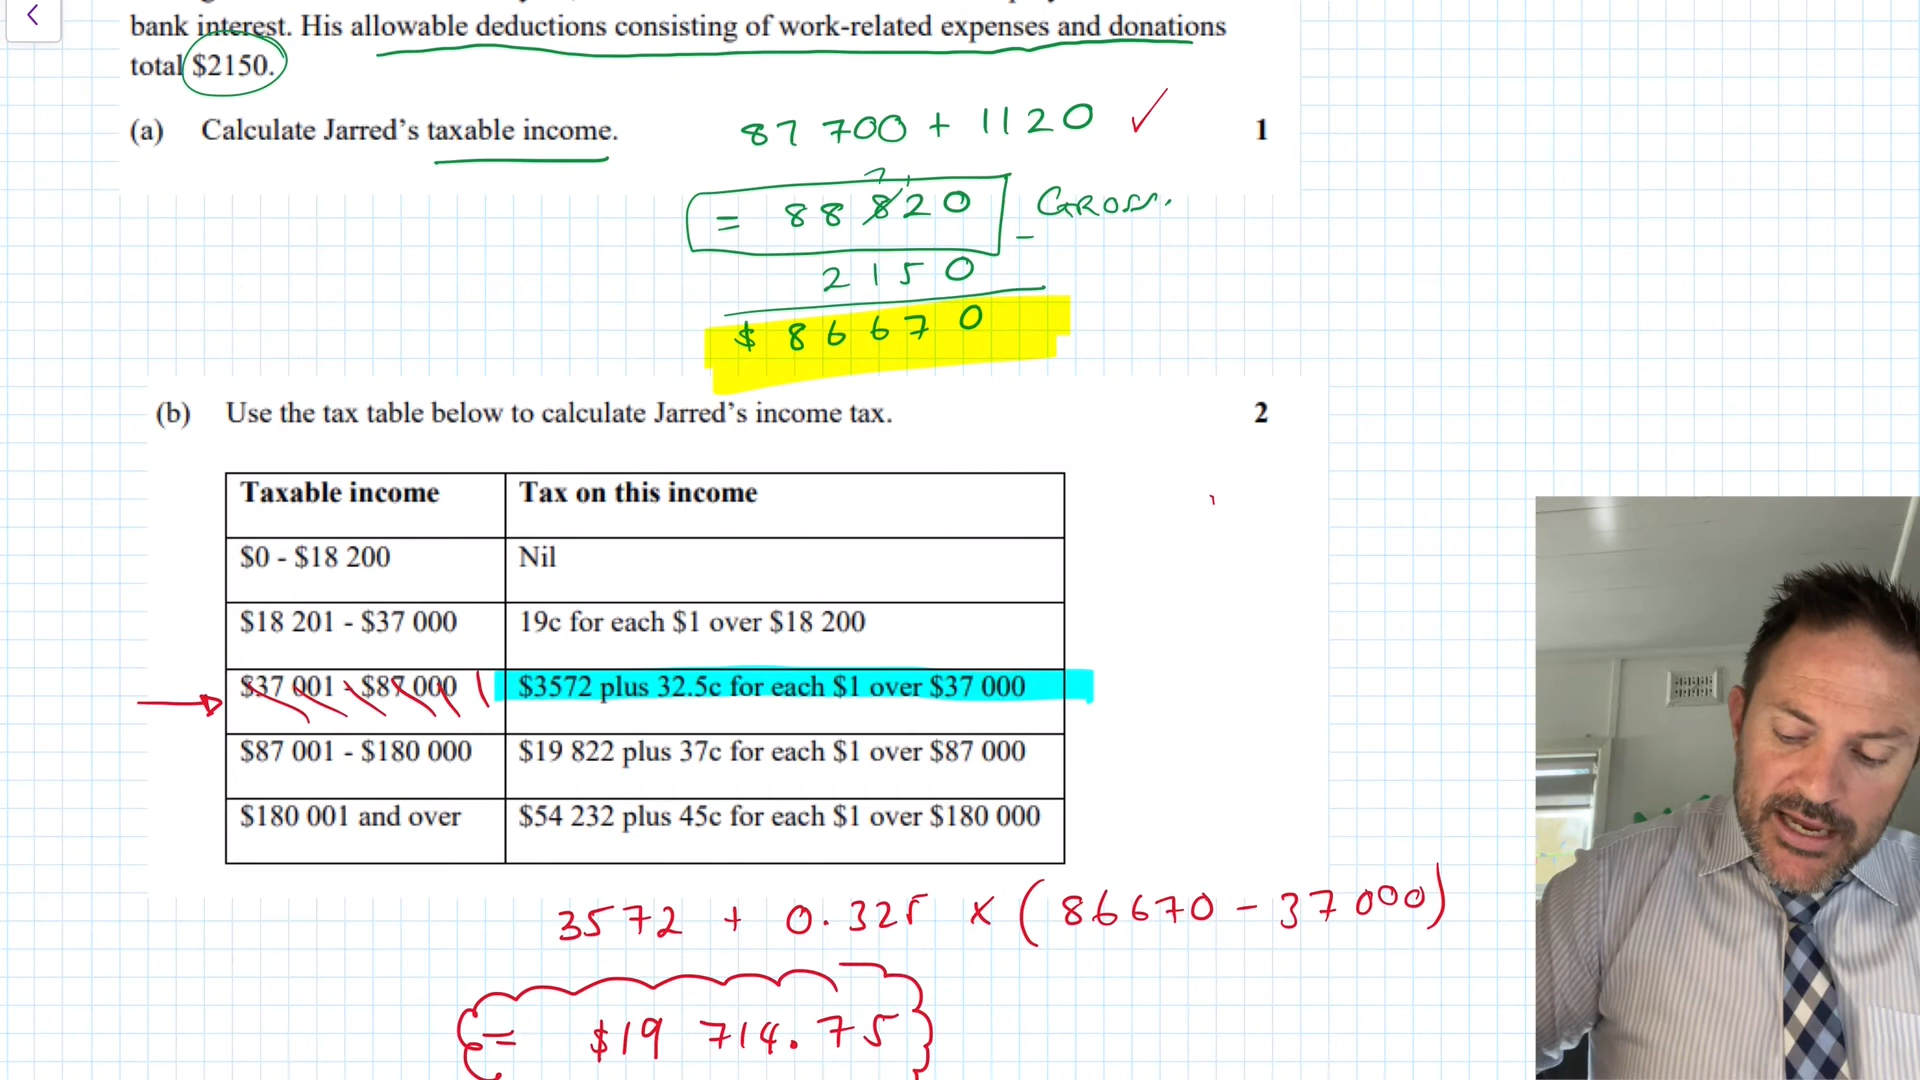 bank interest. His allowable deductions consisting of work-related expenses and donations
total $2150.
(a) Calculate Jarred's taxable income. 87 700 + 1120 ✓ 1
7 1
= 88 820 GROSS.
-
2150
$86670
(b) Use the tax table below to calculate Jarred's income tax. 2
Taxable income Tax on this income
$0 - $18 200 Nil
$18 201 - $37 000 19c for each $1 over $18 200
$37 001 - $87 000 $3572 plus 32.5c for each $1 over $37 000
$87 001 - $180 000 $19 822 plus 37c for each $1 over $87 000
$180 001 and over $54 232 plus 45c for each $1 over $180 000
3572 + 0.325 × (86670 - 37000)
= $19 714.75